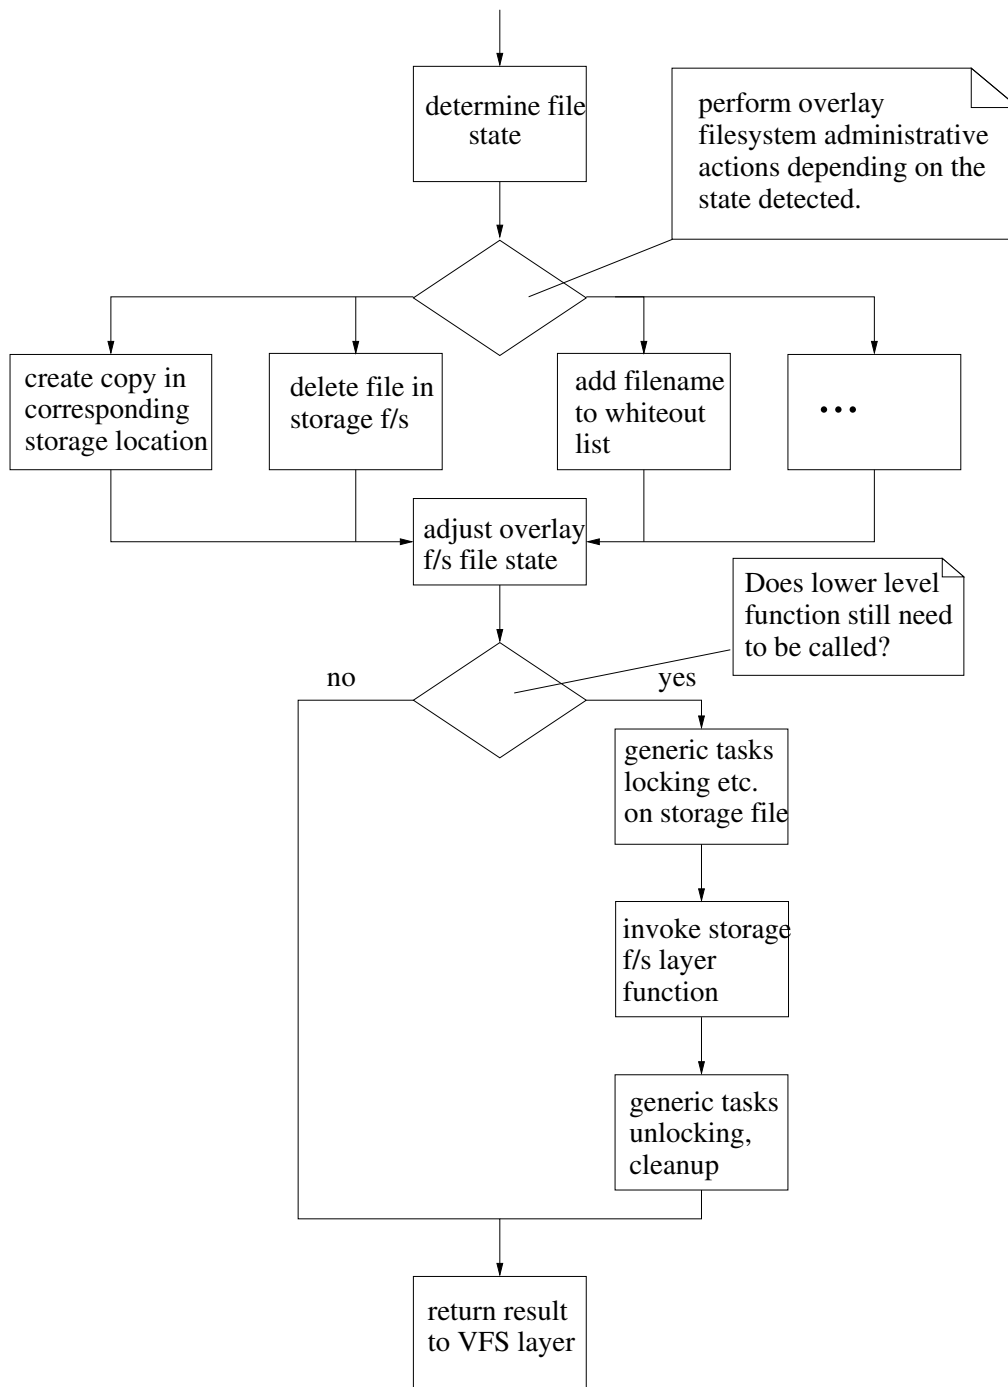 determine file
state
perform overlay
filesystem administrative
actions depending on the
state detected.
create copy in
corresponding
storage location
delete file in
storage f/s
add filename
to whiteout
list
...
adjust overlay
f/s file state
Does lower level
function still need
to be called?
no
yes
generic tasks
locking etc.
on storage file
invoke storage
f/s layer
function
generic tasks
unlocking,
cleanup
return result
to VFS layer